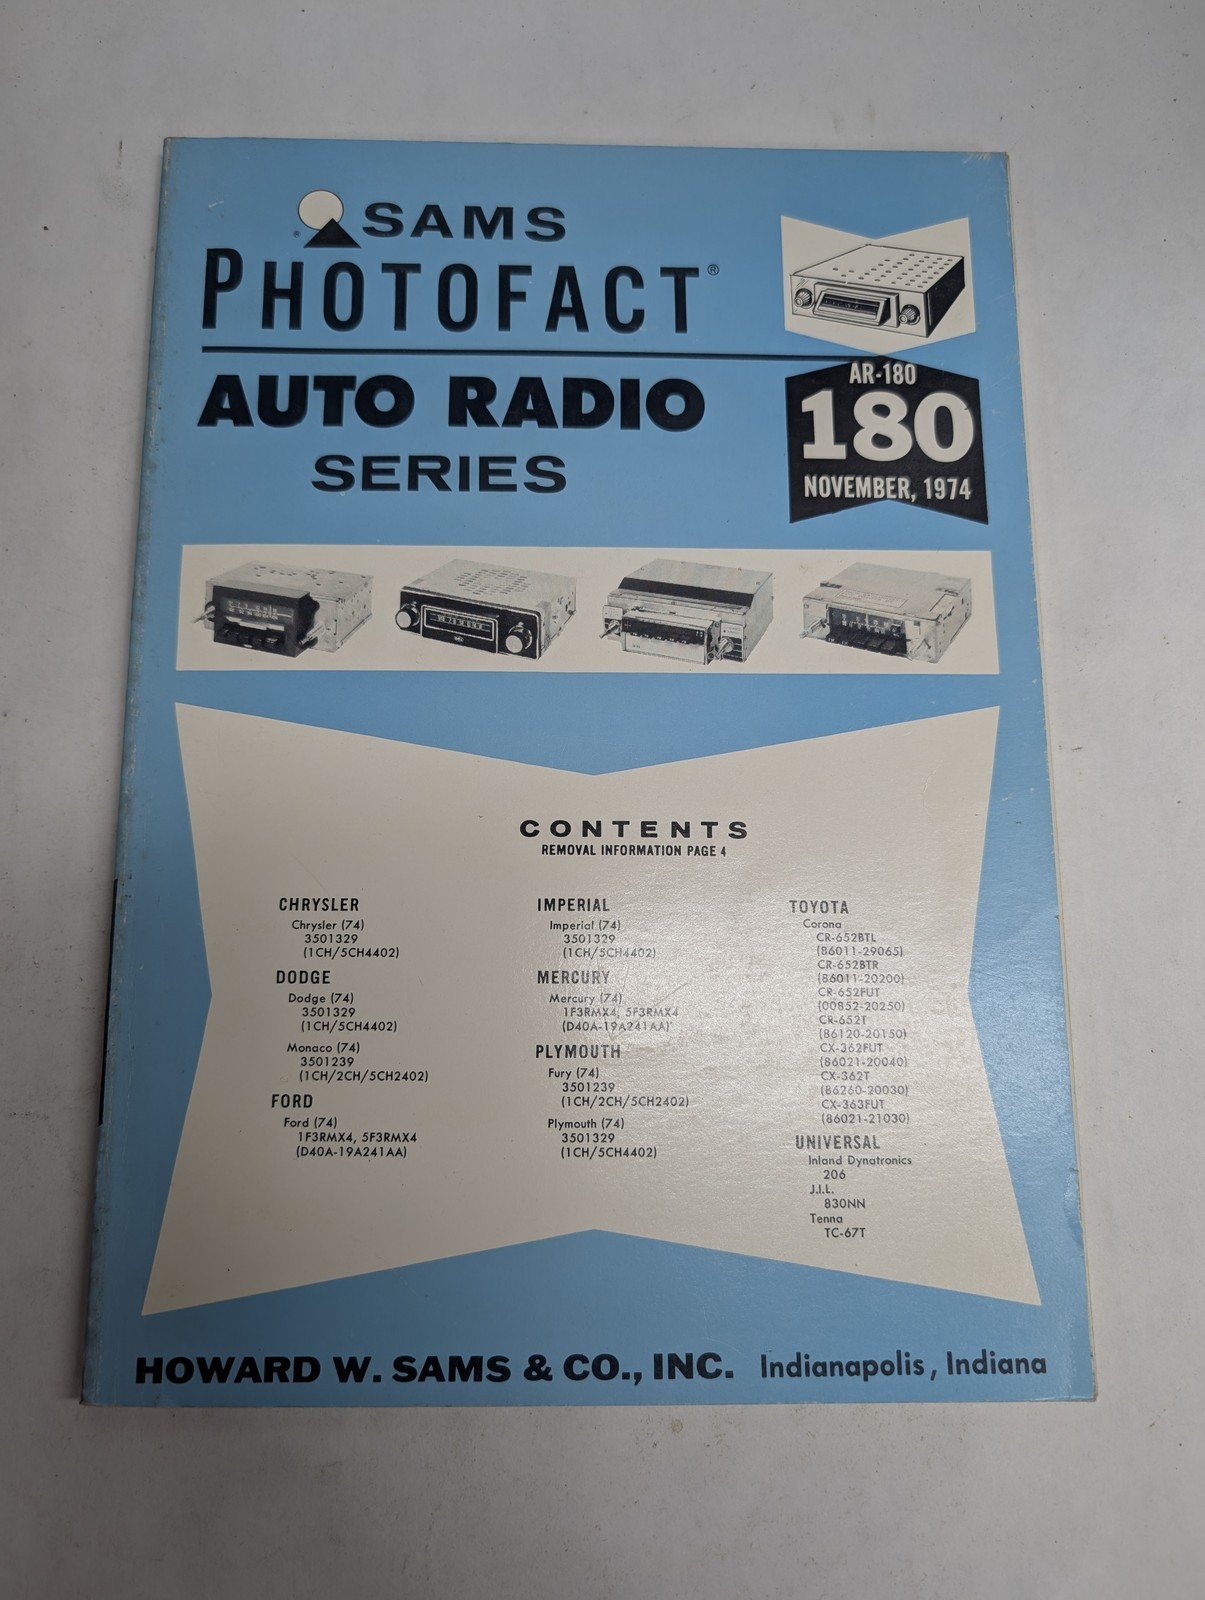 SAMS
PHOTOFACT®
AUTO RADIO
SERIES
AR-180
180
NOVEMBER, 1974
CONTENTS
REMOVAL INFORMATION PAGE 4
CHRYSLER
Chrysler (74)
3501329
(1CH/5CH4402)
DODGE
Dodge (74)
3501329
(1CH/5CH4402)
Monaco (74)
3501239
(1CH/2CH/5CH2402)
FORD
Ford (74)
1F3RMX4, 5F3RMX4
(D40A-19A241AA)
IMPERIAL
Imperial (74)
3501329
(1CH/5CH4402)
MERCURY
Mercury (74)
1F3RMX4, 5F3RMX4
(D40A-19A241AA)
PLYMOUTH
Fury (74)
3501239
(1CH/2CH/5CH2402)
Plymouth (74)
3501329
(1CH/5CH4402)
TOYOTA
Corona
CR-652BTL
(86011-29065)
CR-652BTR
(86011-20200)
CR-652FUT
(00852-20250)
CR-652T
(86120-20150)
CX-362FUT
(86021-20040)
CX-362T
(86260-20030)
CX-363FUT
(86021-21030)
UNIVERSAL
Inland Dynatronics
206
J.I.L.
830NN
Tenna
TC-67T
HOWARD W. SAMS & CO., INC. Indianapolis, Indiana